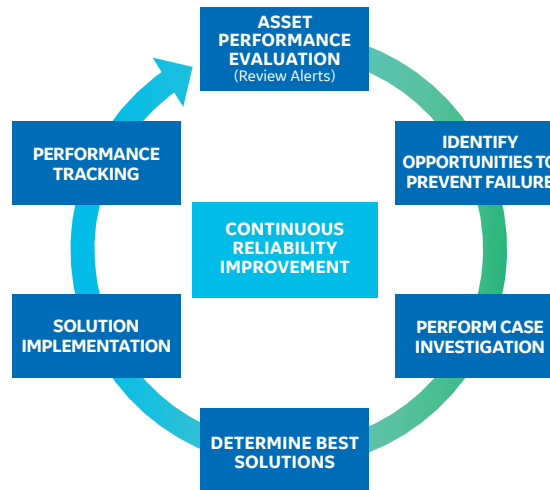 ASSET
PERFORMANCE
EVALUATION
(Review Alerts)
IDENTIFY
OPPORTUNITIES TO
PREVENT FAILURE
PERFORM CASE
INVESTIGATION
DETERMINE BEST
SOLUTIONS
SOLUTION
IMPLEMENTATION
PERFORMANCE
TRACKING
CONTINUOUS
RELIABILITY
IMPROVEMENT